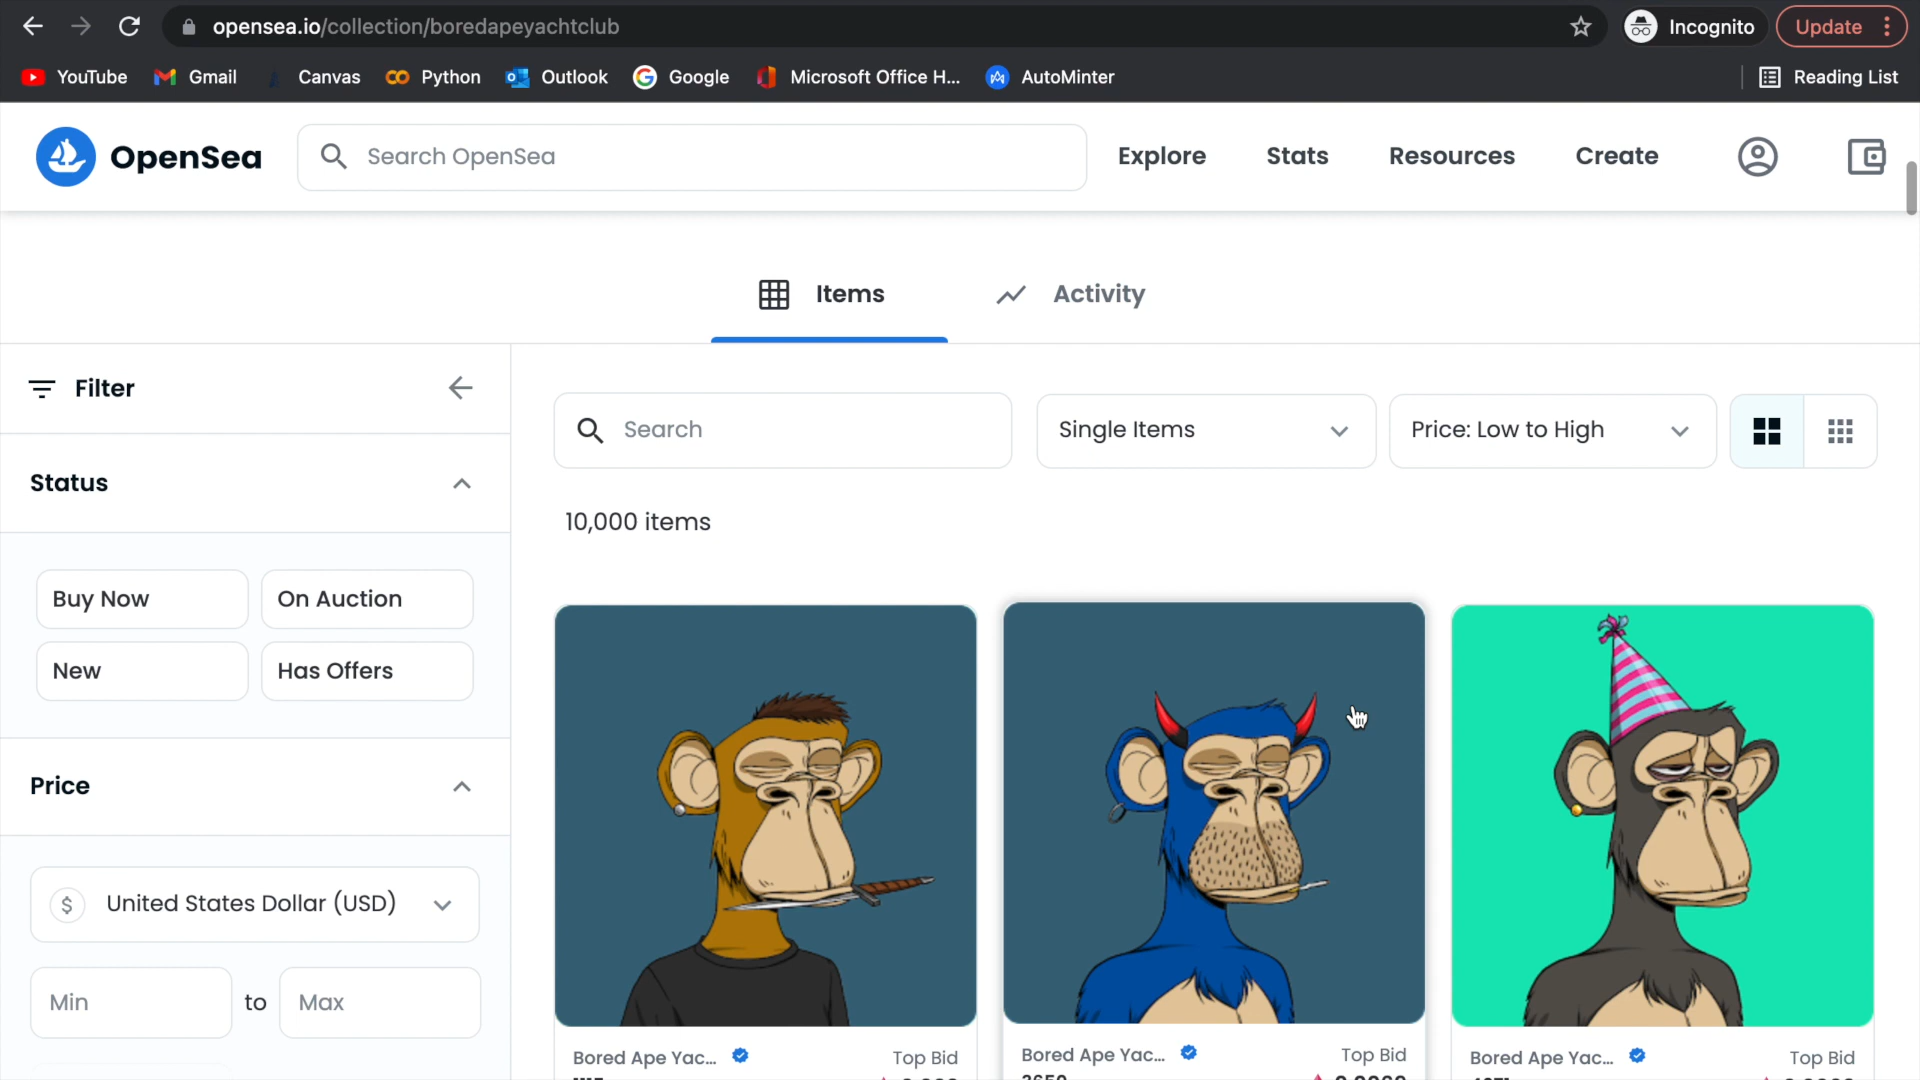 opensea.io/collection/boredapeyachtclub
Incognito
Update
YouTube
Gmail
Canvas
Python
Outlook
Google
Microsoft Office H...
AutoMinter
Reading List
OpenSea
Search OpenSea
Explore
Stats
Resources
Create
Items
Activity
Filter
Search
Single Items
Price: Low to High
Status
10,000 items
Buy Now
On Auction
New
Has Offers
Price
$ United States Dollar (USD)
Min
to
Max
Bored Ape Yac...
Top Bid
Bored Ape Yac...
Top Bid
Bored Ape Yac...
Top Bid